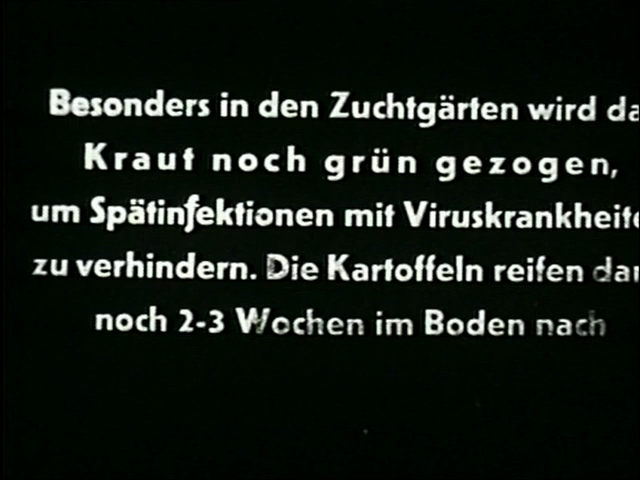 Besonders in den Zuchtgärten wird da
Kraut noch grün gezogen,
um Spätinfektionen mit Viruskrankheite
zu verhindern. Die Kartoffeln reifen dan
noch 2-3 Wochen im Boden nach